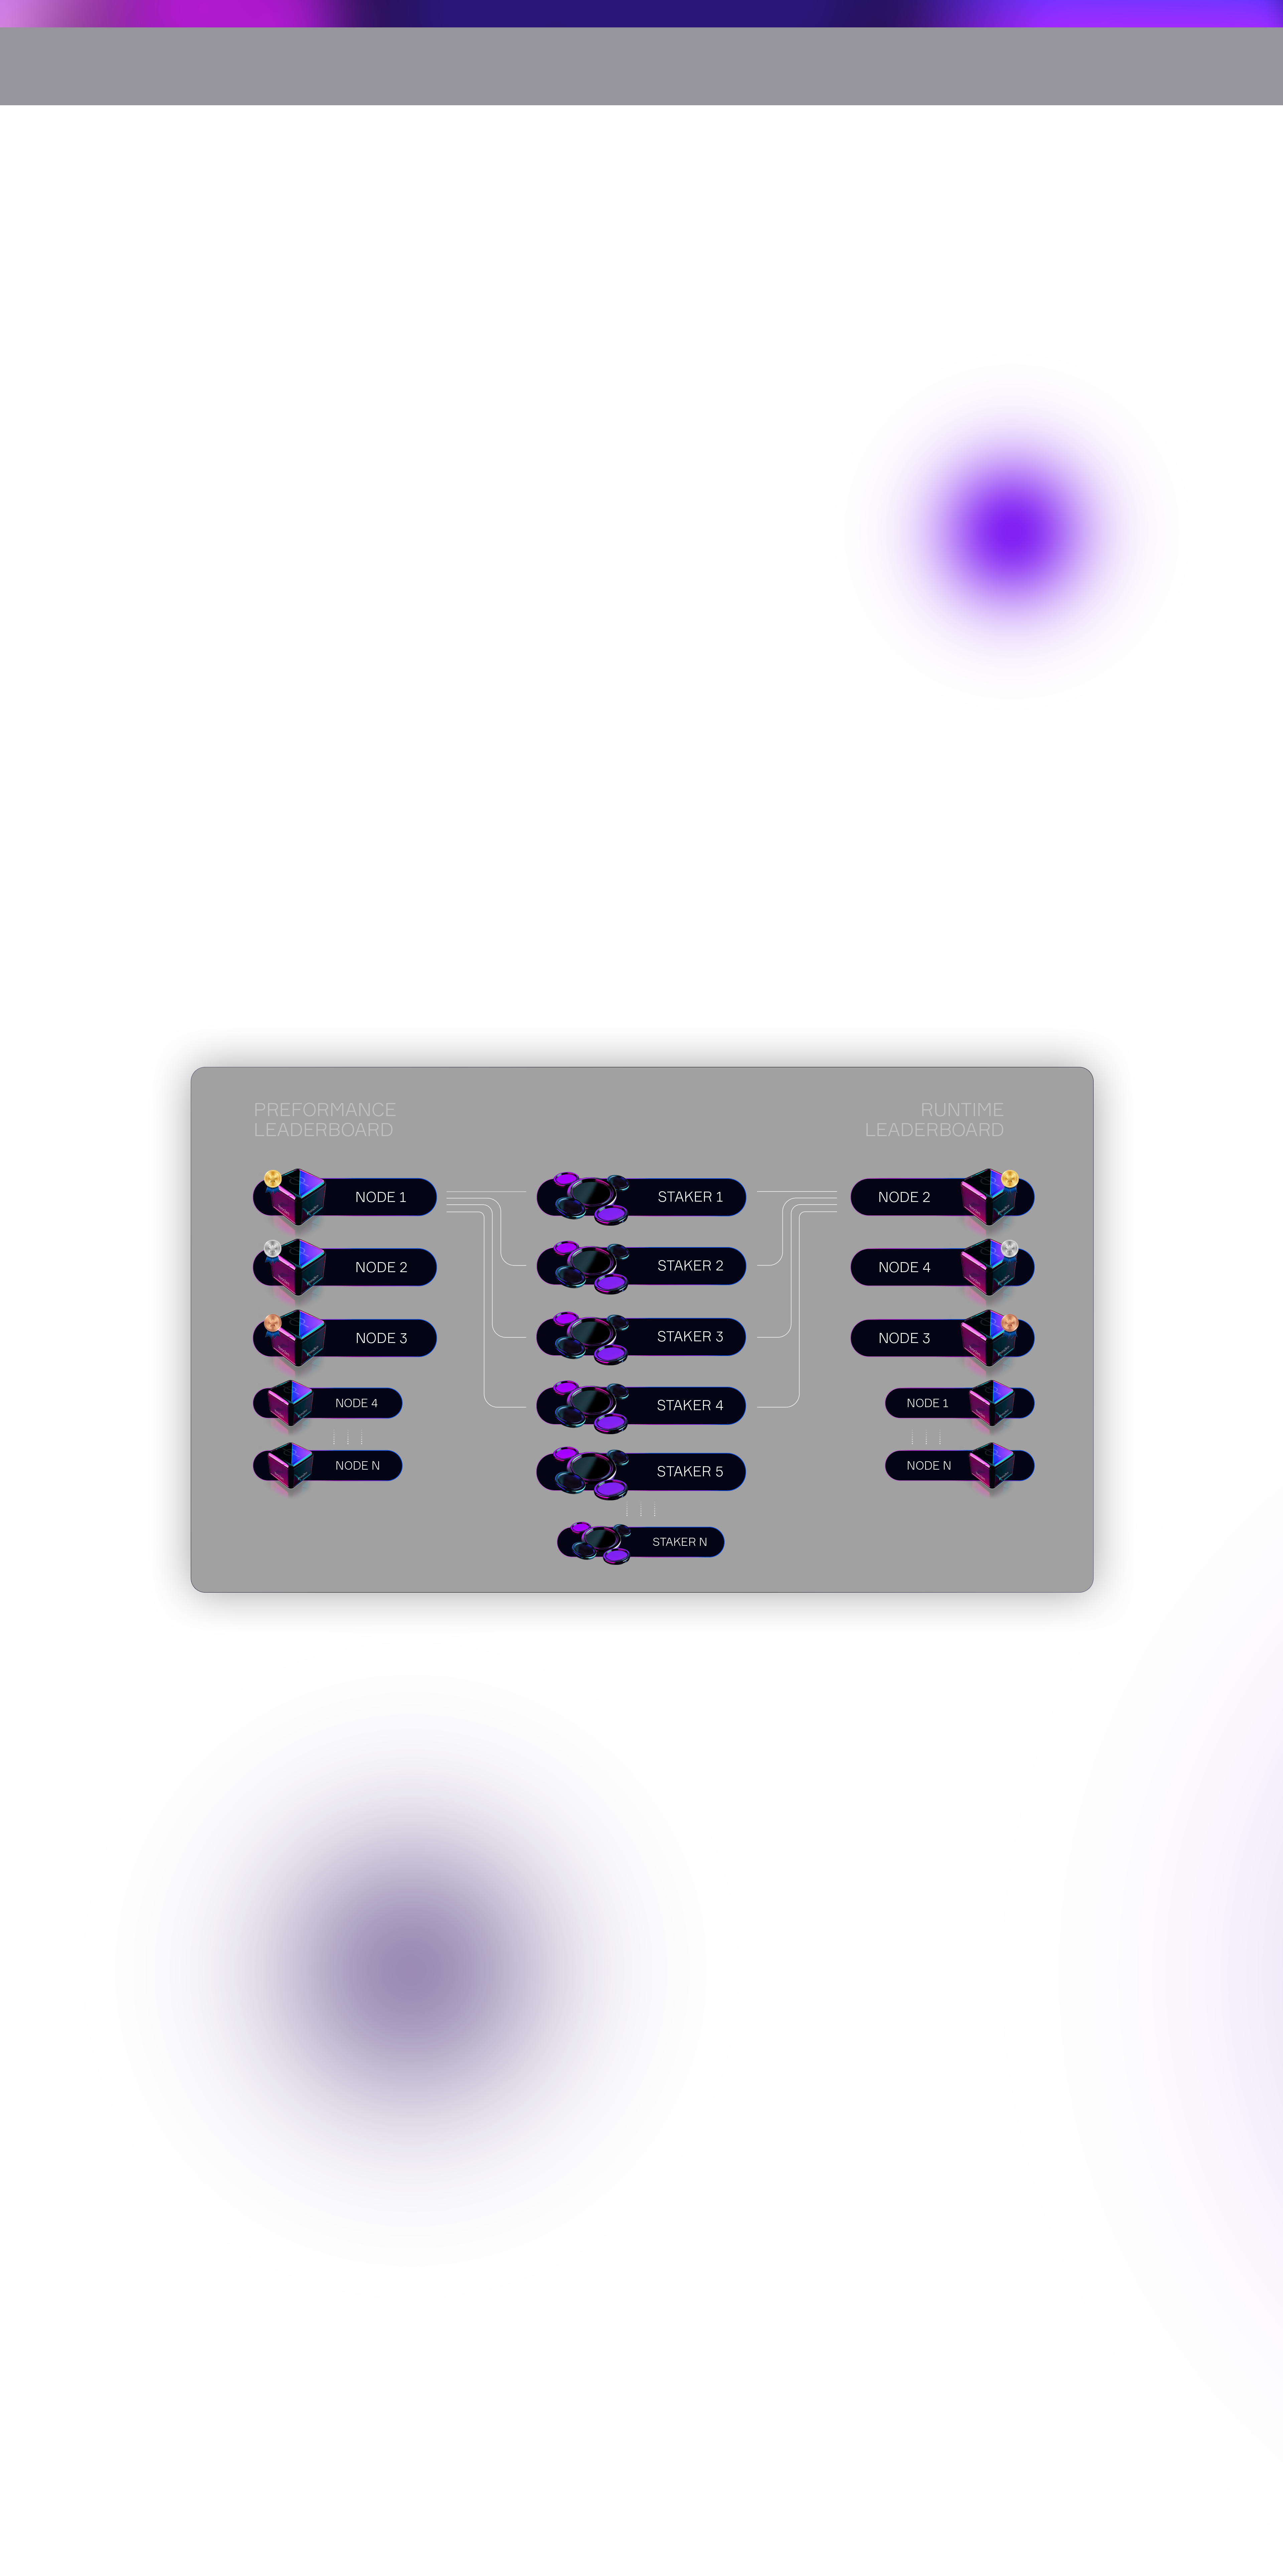 PREFORMANCE
LEADERBOARD
RUNTIME
LEADERBOARD
NODE 1
STAKER 1
NODE 2
NODE 2
STAKER 2
NODE 4
NODE 3
STAKER 3
NODE 3
NODE 4
STAKER 4
NODE 1
NODE N
STAKER 5
NODE N
STAKER N